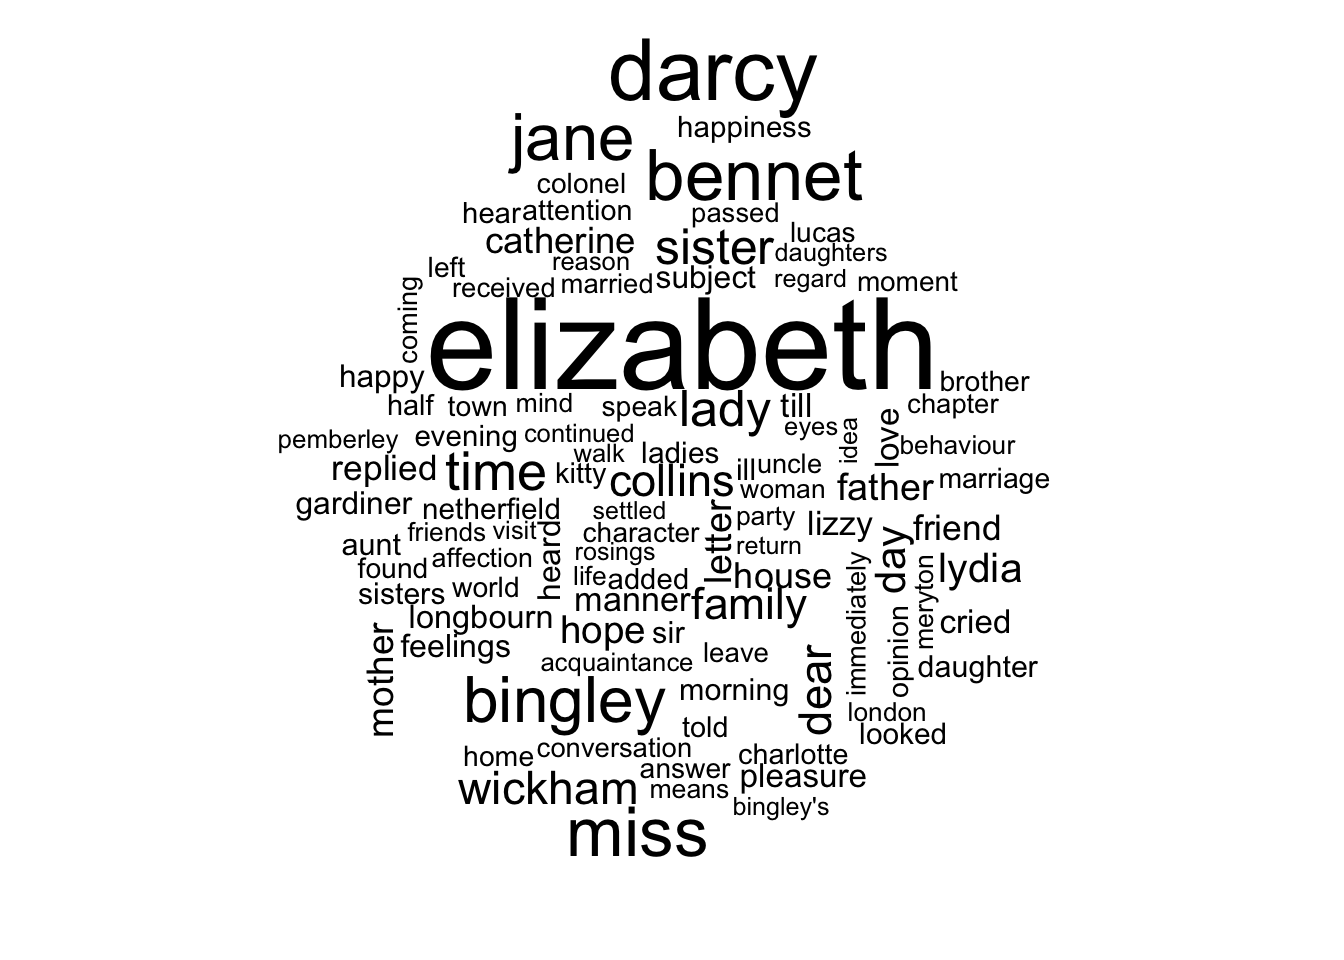 darcy
jane happiness
bennet
colonel
hear attention passed
catherine sister lucas
daughters
left reason
received married subject regard moment
coming
elizabeth
happy brother
half town mind speak lady till chapter
eyes idea love
pemberley evening continued behaviour
walk ladies
replied time kitty collins ill uncle
woman father marriage
gardiner netherfield settled letter party lizzy
friends visit heard character day friend
aunt rosings return
found affection immediately meryton lydia
sisters world life added house
manner family
longbourn hope sir opinion cried
mother feelings
acquaintance leave dear daughter
bingley morning
told london
looked
home conversation charlotte
wickham answer pleasure
means
bingley's
miss